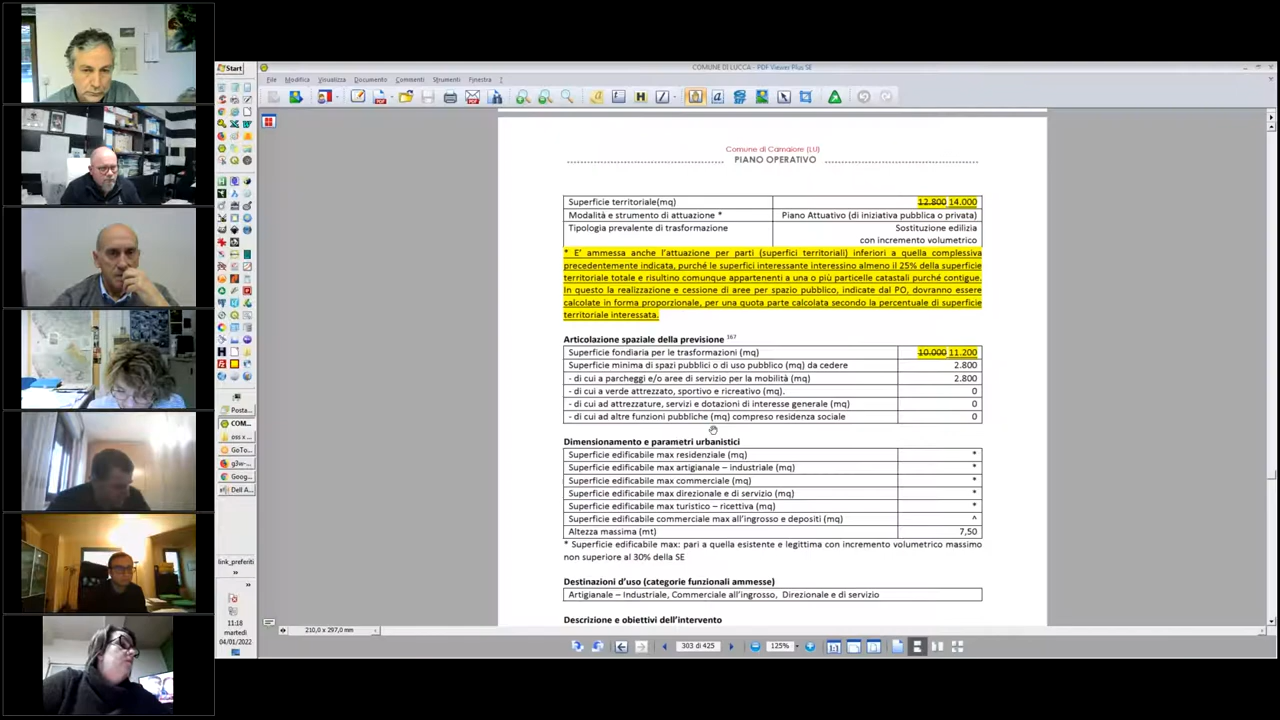 COMUNE DI LUCCA - PDF Viewer Plus SE
Start
File Modifica Visualizza Documento Commenti Strumenti Finestra ?
Comune di Camaiore (LU)
PIANO OPERATIVO
Superficie territoriale(mq) 12.800 14.000
Modalità e strumento di attuazione * Piano Attuativo (di iniziativa pubblica o privata)
Tipologia prevalente di trasformazione Sostituzione edilizia
con incremento volumetrico
* E' ammessa anche l'attuazione per parti (superfici territoriali) inferiori a quella complessiva
precedentemente indicata, purché le superfici interessante interessino almeno il 25% della superficie
territoriale totale e risultino comunque appartenenti a una o più particelle catastali purché contigue.
In questo la realizzazione e cessione di aree per spazio pubblico, indicate dal PO, dovranno essere
calcolate in forma proporzionale, per una quota parte calcolata secondo la percentuale di superficie
territoriale interessata.
Articolazione spaziale della previsione 167
Superficie fondiaria per le trasformazioni (mq) 10.000 11.200
Superficie minima di spazi pubblici o di uso pubblico (mq) da cedere 2.800
- di cui a parcheggi e/o aree di servizio per la mobilità (mq) 2.800
- di cui a verde attrezzato, sportivo e ricreativo (mq). 0
- di cui ad attrezzature, servizi e dotazioni di interesse generale (mq) 0
- di cui ad altre funzioni pubbliche (mq) compreso residenza sociale 0
Dimensionamento e parametri urbanistici
Superficie edificabile max residenziale (mq) *
Superficie edificabile max artigianale – industriale (mq) *
Superficie edificabile max commerciale (mq) *
Superficie edificabile max direzionale e di servizio (mq) *
Superficie edificabile max turistico – ricettiva (mq) *
Superficie edificabile commerciale max all'ingrosso e depositi (mq) ^
Altezza massima (mt) 7,50
* Superficie edificabile max: pari a quella esistente e legittima con incremento volumetrico massimo
non superiore al 30% della SE
Destinazioni d'uso (categorie funzionali ammesse)
Artigianale – Industriale, Commerciale all'ingrosso, Direzionale e di servizio
Descrizione e obiettivi dell'intervento
Posta...
COM...
oss x ...
GoTo...
g3w-...
Goog...
Dell A...
link_preferiti
»
»
11:18
martedì
04/01/2022
210,0 x 297,0 mm
303 di 425
125%